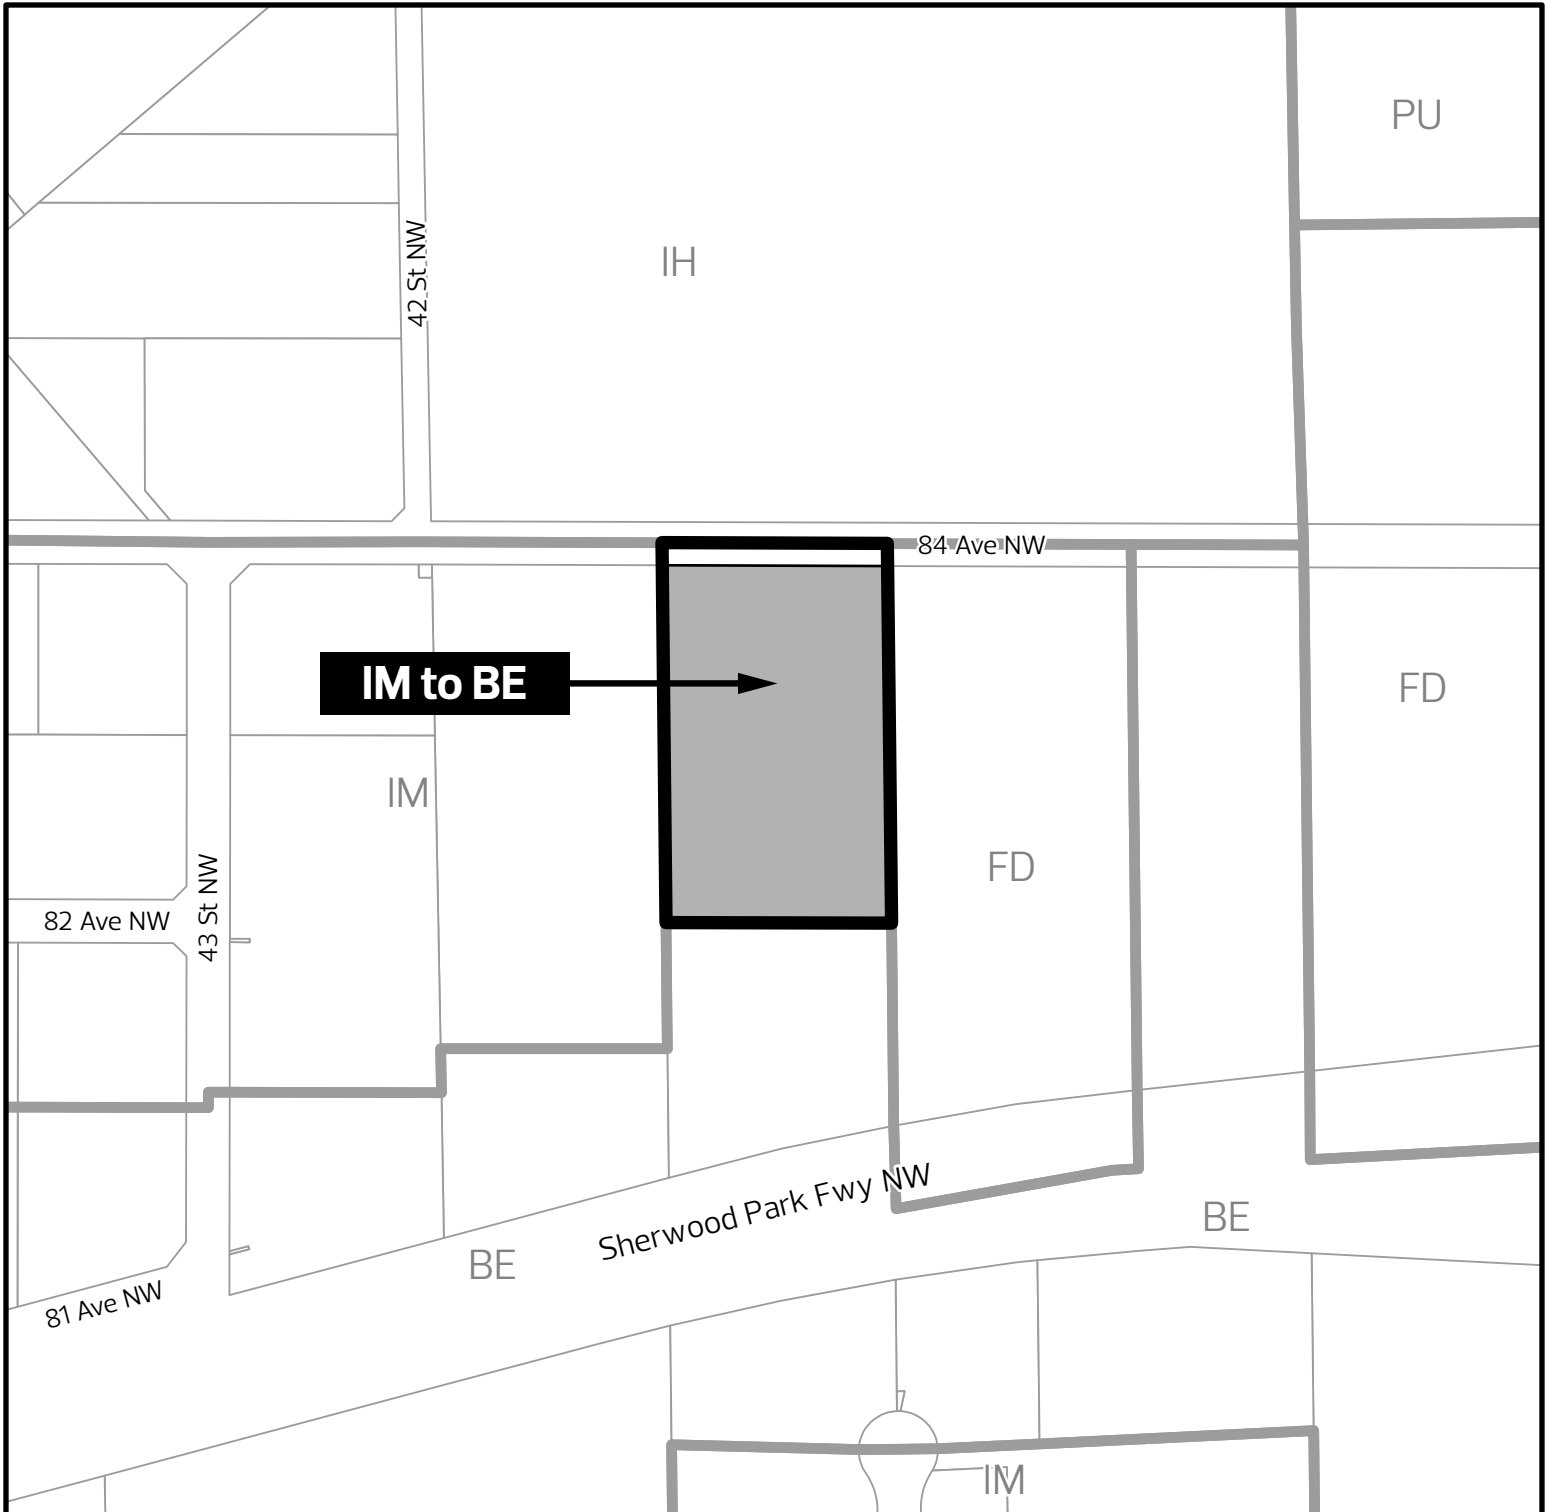 PU
IH
42 St NW
84 Ave NW
IM to BE
FD
IM
FD
82 Ave NW
43 St NW
Sherwood Park Fwy NW
BE
BE
81 Ave NW
IM